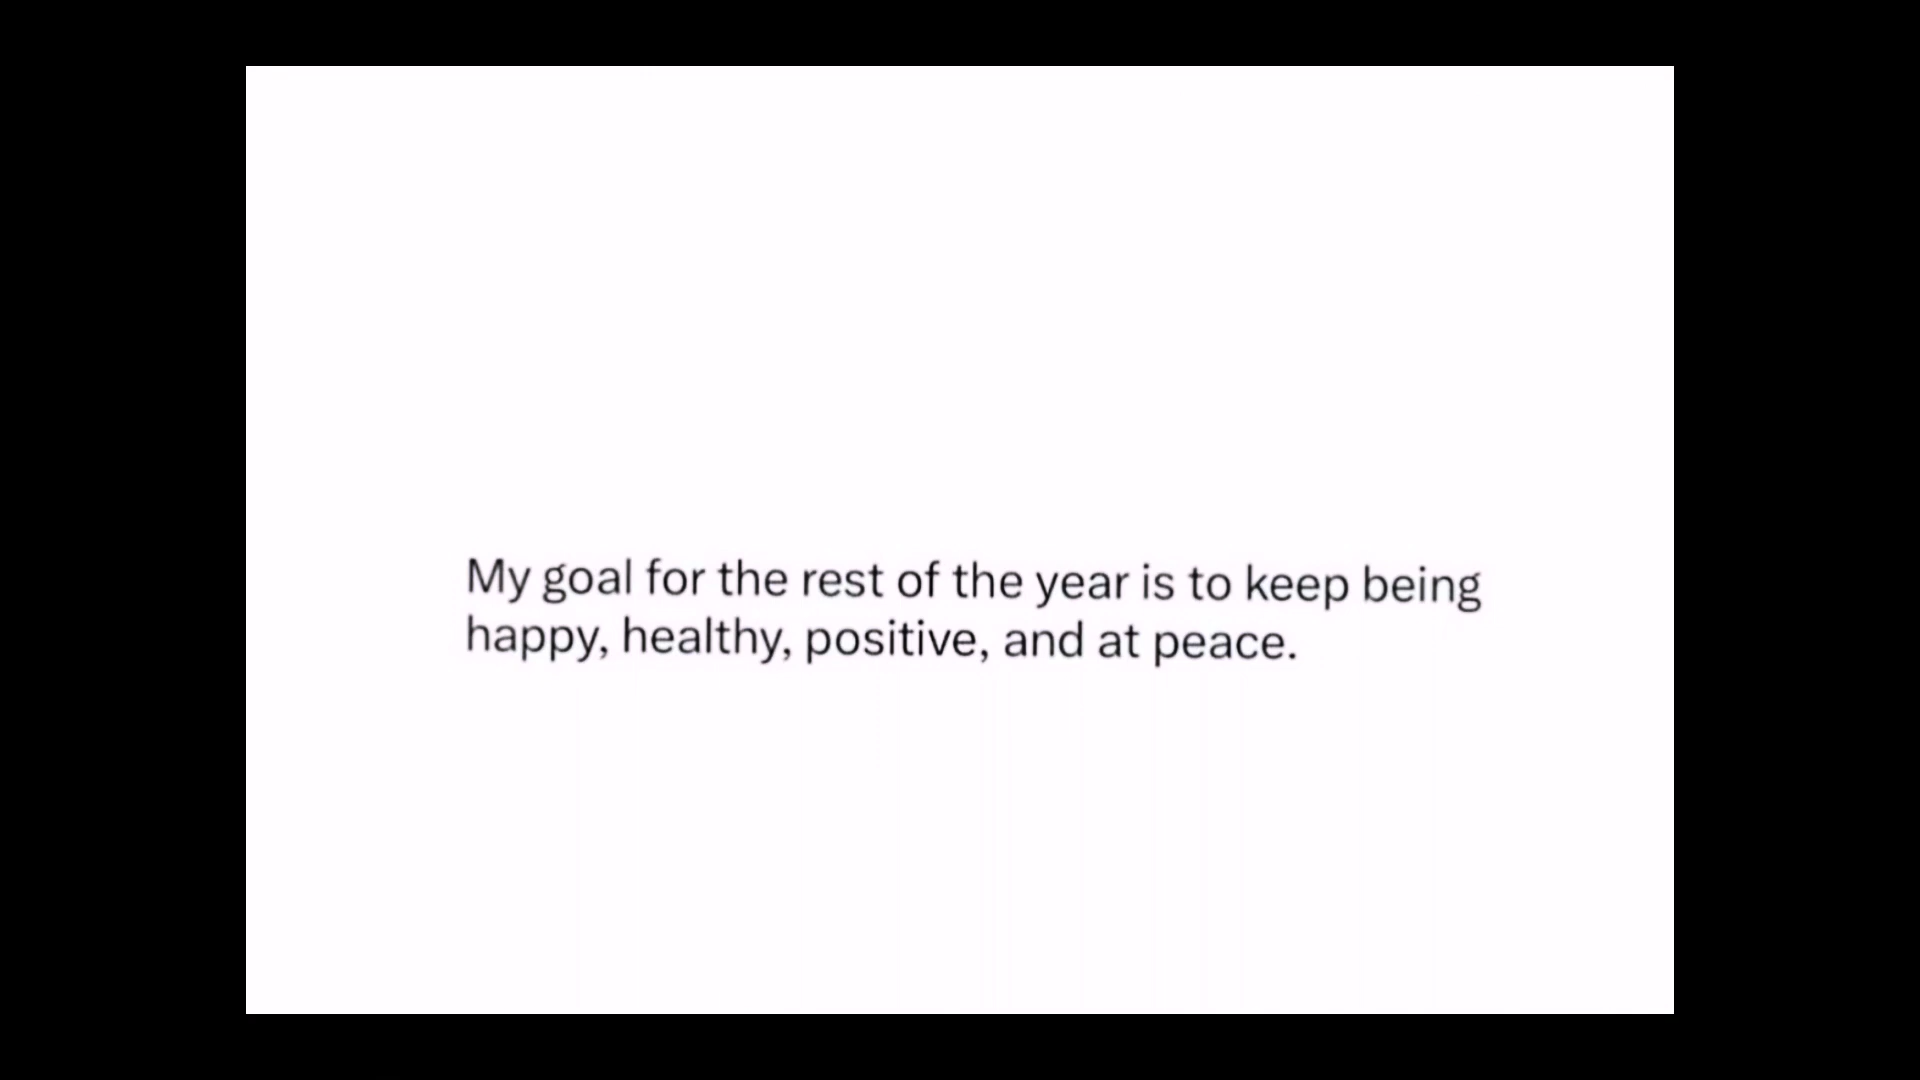 My goal for the rest of the year is to keep being
happy, healthy, positive, and at peace.